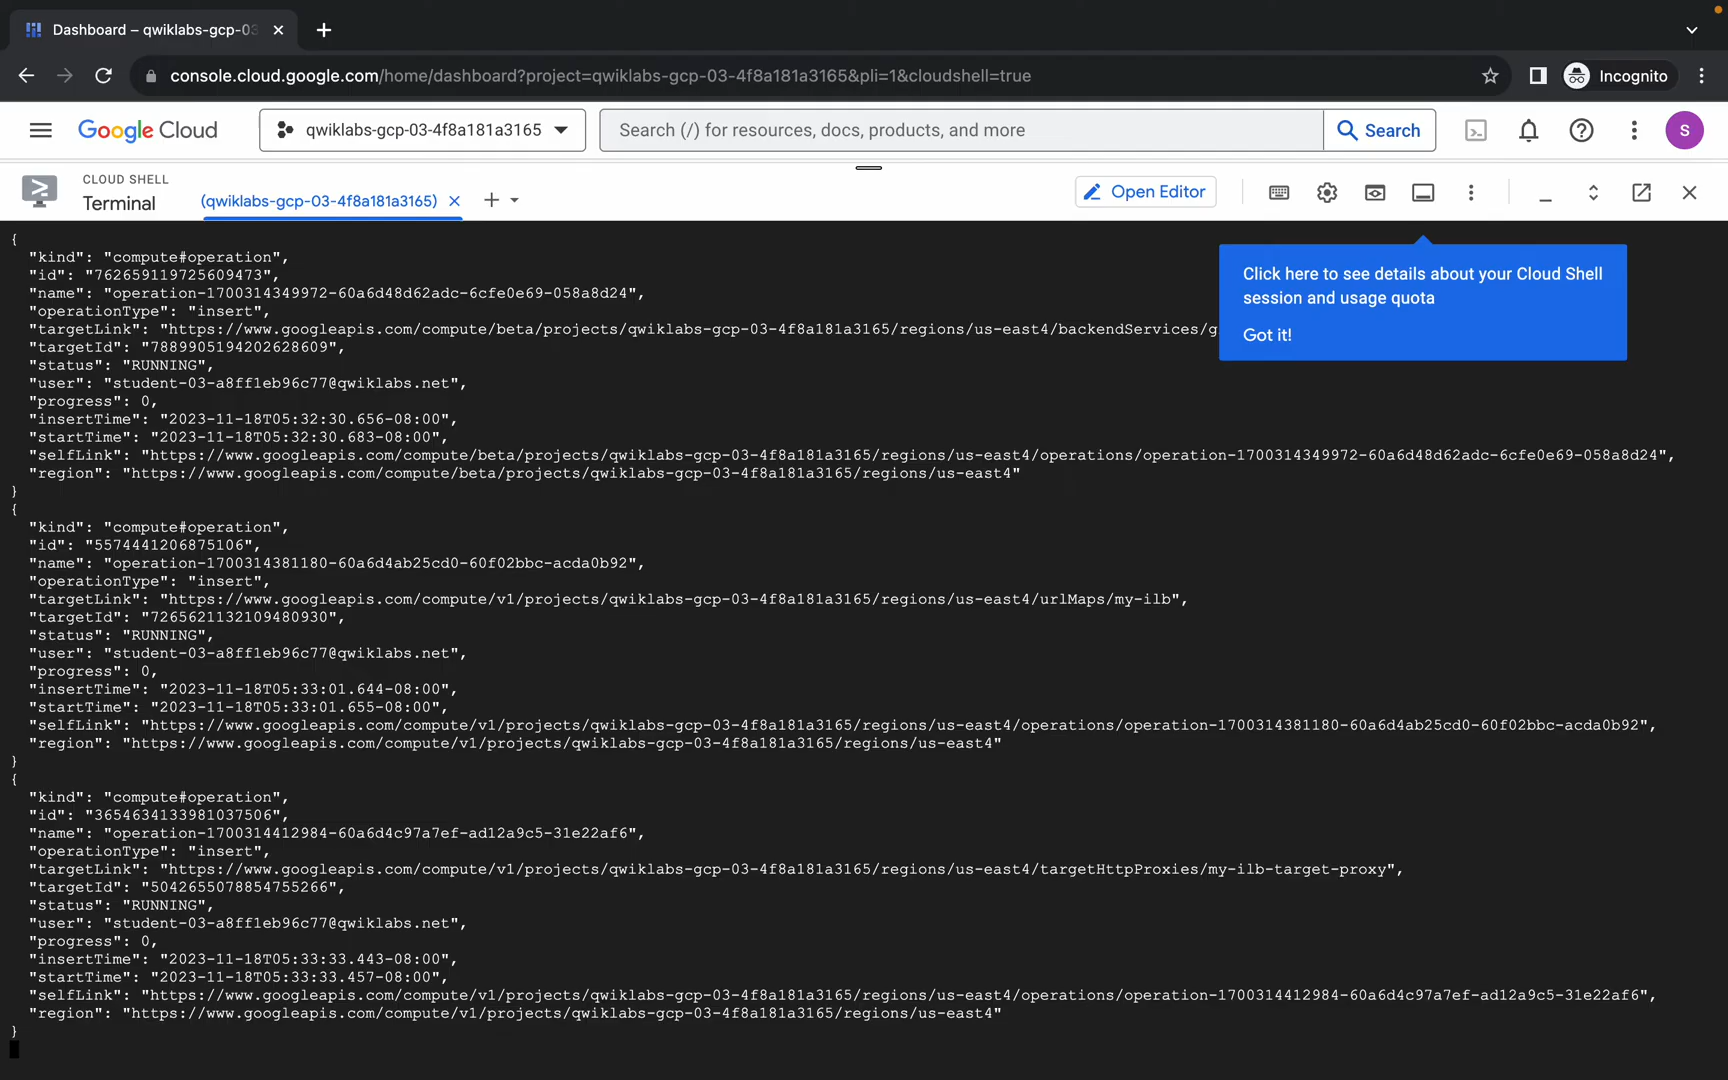 Dashboard – qwiklabs-gcp-03
console.cloud.google.com/home/dashboard?project=qwiklabs-gcp-03-4f8a181a3165&pli=1&cloudshell=true
Incognito
Google Cloud
qwiklabs-gcp-03-4f8a181a3165
Search (/) for resources, docs, products, and more
Search
S
CLOUD SHELL
Terminal
(qwiklabs-gcp-03-4f8a181a3165)
Open Editor
Click here to see details about your Cloud Shell
session and usage quota
Got it!
{
"kind": "compute#operation",
"id": "762659119725609473",
"name": "operation-1700314349972-60a6d48d62adc-6cfe0e69-058a8d24",
"operationType": "insert",
"targetLink": "https://www.googleapis.com/compute/beta/projects/qwiklabs-gcp-03-4f8a181a3165/regions/us-east4/backendServices/g
"targetId": "7889905194202628609",
"status": "RUNNING",
"user": "student-03-a8ff1eb96c77@qwiklabs.net",
"progress": 0,
"insertTime": "2023-11-18T05:32:30.656-08:00",
"startTime": "2023-11-18T05:32:30.683-08:00",
"selfLink": "https://www.googleapis.com/compute/beta/projects/qwiklabs-gcp-03-4f8a181a3165/regions/us-east4/operations/operation-1700314349972-60a6d48d62adc-6cfe0e69-058a8d24",
"region": "https://www.googleapis.com/compute/beta/projects/qwiklabs-gcp-03-4f8a181a3165/regions/us-east4"
}
{
"kind": "compute#operation",
"id": "5574441206875106",
"name": "operation-1700314381180-60a6d4ab25cd0-60f02bbc-acda0b92",
"operationType": "insert",
"targetLink": "https://www.googleapis.com/compute/v1/projects/qwiklabs-gcp-03-4f8a181a3165/regions/us-east4/urlMaps/my-ilb",
"targetId": "7265621132109480930",
"status": "RUNNING",
"user": "student-03-a8ff1eb96c77@qwiklabs.net",
"progress": 0,
"insertTime": "2023-11-18T05:33:01.644-08:00",
"startTime": "2023-11-18T05:33:01.655-08:00",
"selfLink": "https://www.googleapis.com/compute/v1/projects/qwiklabs-gcp-03-4f8a181a3165/regions/us-east4/operations/operation-1700314381180-60a6d4ab25cd0-60f02bbc-acda0b92",
"region": "https://www.googleapis.com/compute/v1/projects/qwiklabs-gcp-03-4f8a181a3165/regions/us-east4"
}
{
"kind": "compute#operation",
"id": "3654634133981037506",
"name": "operation-1700314412984-60a6d4c97a7ef-ad12a9c5-31e22af6",
"operationType": "insert",
"targetLink": "https://www.googleapis.com/compute/v1/projects/qwiklabs-gcp-03-4f8a181a3165/regions/us-east4/targetHttpProxies/my-ilb-target-proxy",
"targetId": "5042655078854755266",
"status": "RUNNING",
"user": "student-03-a8ff1eb96c77@qwiklabs.net",
"progress": 0,
"insertTime": "2023-11-18T05:33:33.443-08:00",
"startTime": "2023-11-18T05:33:33.457-08:00",
"selfLink": "https://www.googleapis.com/compute/v1/projects/qwiklabs-gcp-03-4f8a181a3165/regions/us-east4/operations/operation-1700314412984-60a6d4c97a7ef-ad12a9c5-31e22af6",
"region": "https://www.googleapis.com/compute/v1/projects/qwiklabs-gcp-03-4f8a181a3165/regions/us-east4"
}